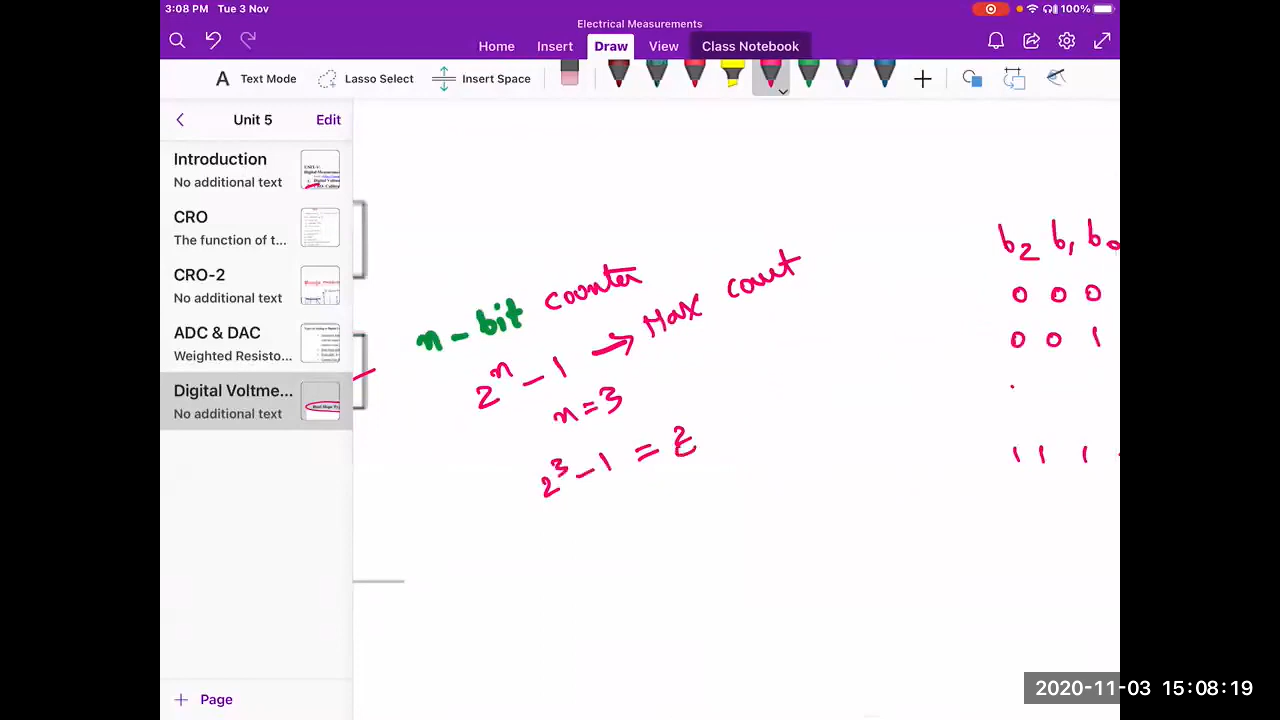 3:08 PM Tue 3 Nov
100%
Electrical Measurements
Home Insert Draw View Class Notebook
Text Mode Lasso Select Insert Space
Unit 5 Edit
Introduction
No additional text
CRO
The function of t...
CRO-2
No additional text
ADC & DAC
Weighted Resisto...
Digital Voltme...
No additional text
Page
n-bit counter
2^n - 1 → Max count
n = 3
2^3 - 1 =
b2 b1 b0
0 0 0
0 0 1
.
1 1 1
2020-11-03 15:08:19